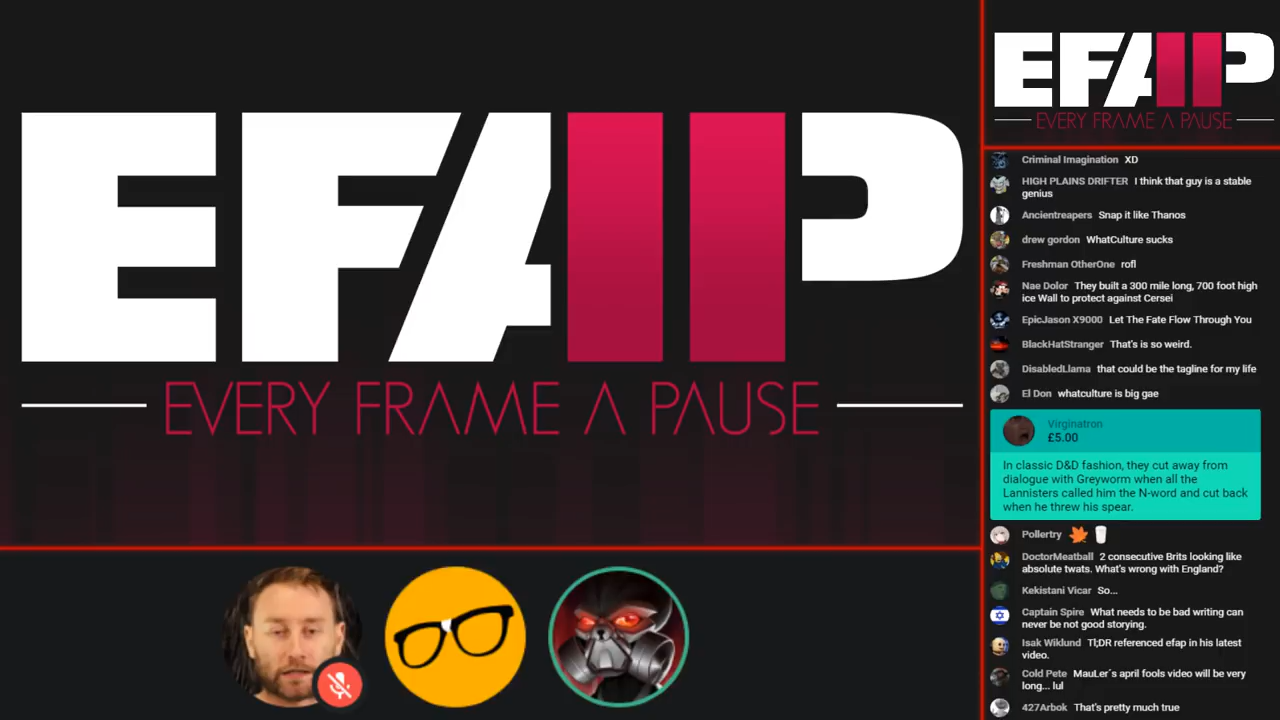 EFAP
EVERY FRAME A PAUSE
EFAP
EVERY FRAME A PAUSE
Criminal Imagination XD
HIGH PLAINS DRIFTER I think that guy is a stable
genius
Ancientreapers Snap it like Thanos
drew gordon WhatCulture sucks
Freshman OtherOne rofl
Nae Dolor They built a 300 mile long, 700 foot high
ice Wall to protect against Cersei
EpicJason X9000 Let The Fate Flow Through You
BlackHatStranger That's is so weird.
DisabledLlama that could be the tagline for my life
El Don whatculture is big gae
Virginatron
£5.00
In classic D&D fashion, they cut away from
dialogue with Greyworm when all the
Lannisters called him the N-word and cut back
when he threw his spear.
Pollertry
DoctorMeatball 2 consecutive Brits looking like
absolute twats. What's wrong with England?
Kekistani Vicar So...
Captain Spire What needs to be bad writing can
never be not good storying.
Isak Wiklund Tl;DR referenced efap in his latest
video.
Cold Pete MauLer´s april fools video will be very
long... lul
427Arbok That's pretty much true